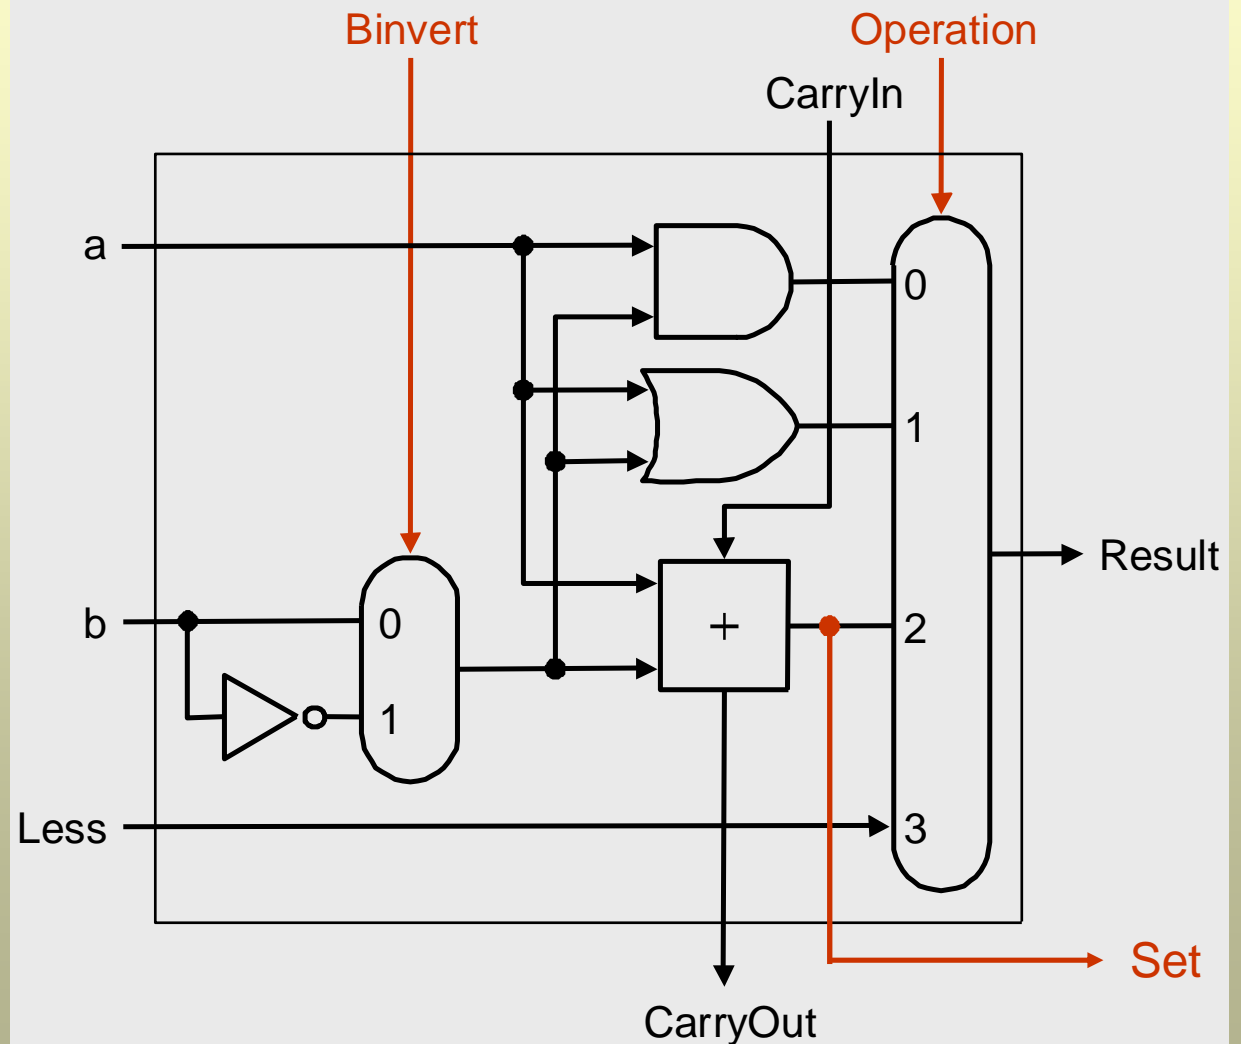 Binvert
Operation
CarryIn
a
0
1
b
0
1
+
2
Result
Less
3
Set
CarryOut